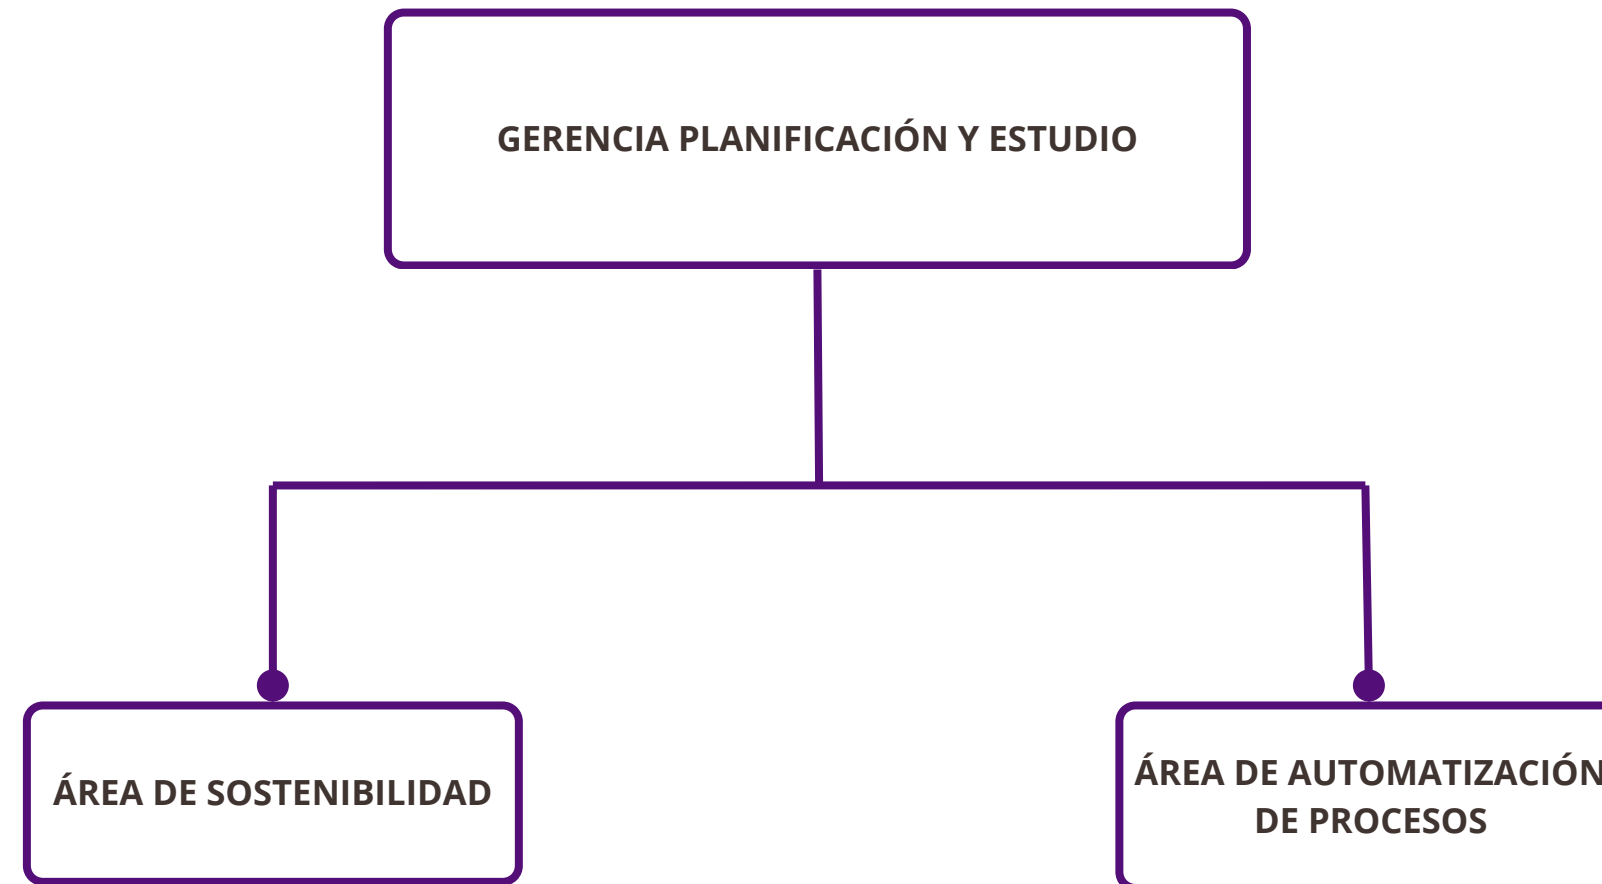 GERENCIA PLANIFICACIÓN Y ESTUDIO
ÁREA DE SOSTENIBILIDAD
ÁREA DE AUTOMATIZACIÓN
DE PROCESOS